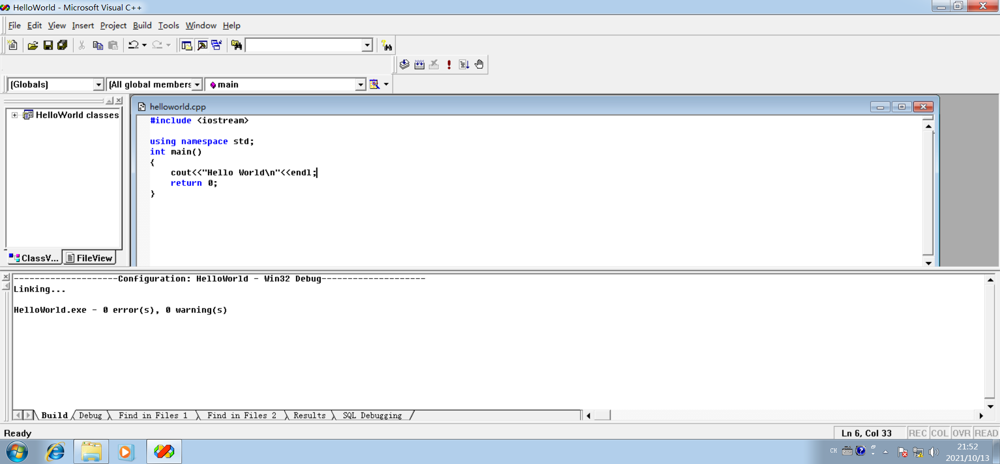 HelloWorld - Microsoft Visual C++
File Edit View Insert Project Build Tools Window Help
(Globals) (All global members main
HelloWorld classes
helloworld.cpp
#include <iostream>
using namespace std;
int main()
{
cout<<"Hello World\n"<<endl;
return 0;
}
ClassV... FileView
--------------------Configuration: HelloWorld - Win32 Debug--------------------
Linking...
HelloWorld.exe - 0 error(s), 0 warning(s)
Build Debug Find in Files 1 Find in Files 2 Results SQL Debugging
Ready Ln 6, Col 33 REC COL OVR READ
CH 21:52
2021/10/13